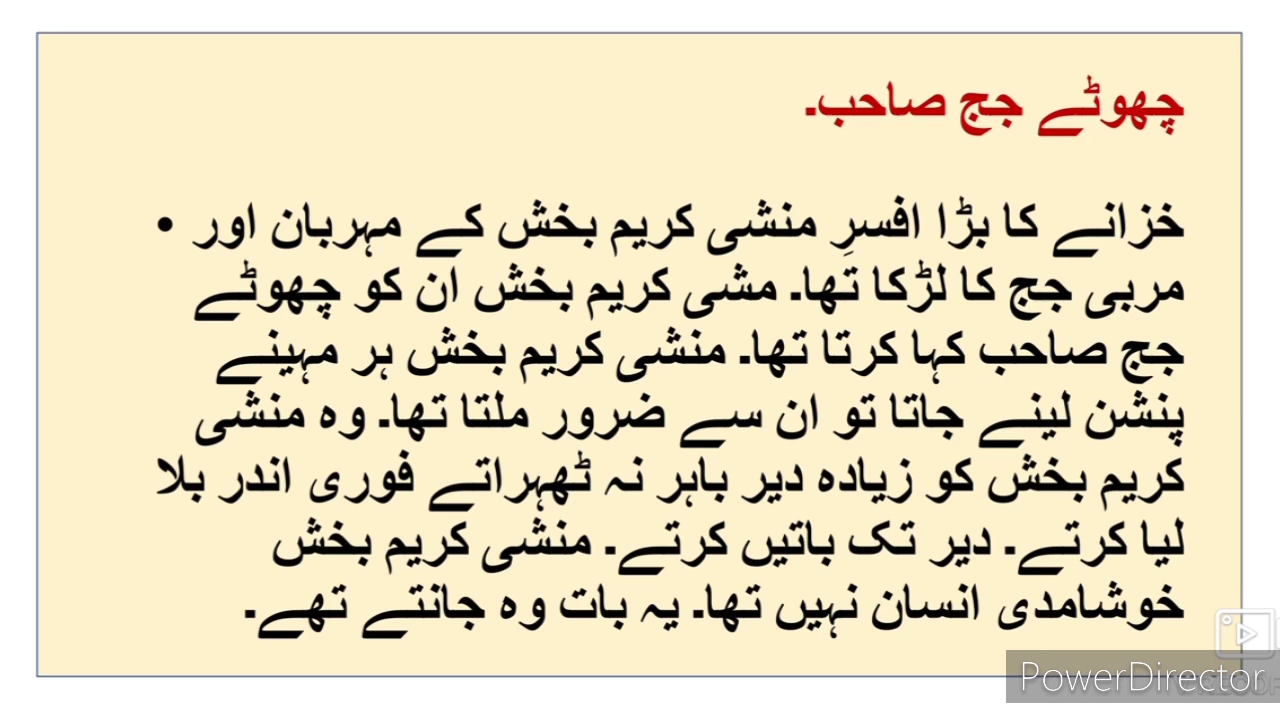 چھوٹے جج صاحب۔
• خزانے کا بڑا افسرِ منشی کریم بخش کے مہربان اور
مربی جج کا لڑکا تھا۔ مشی کریم بخش ان کو چھوٹے
جج صاحب کہا کرتا تھا۔ منشی کریم بخش ہر مہینے
پنشن لینے جاتا تو ان سے ضرور ملتا تھا۔ وہ منشی
کریم بخش کو زیادہ دیر باہر نہ ٹھہراتے فوری اندر بلا
لیا کرتے۔ دیر تک باتیں کرتے۔ منشی کریم بخش
خوشامدی انسان نہیں تھا۔ یہ بات وہ جانتے تھے۔
PowerDirector